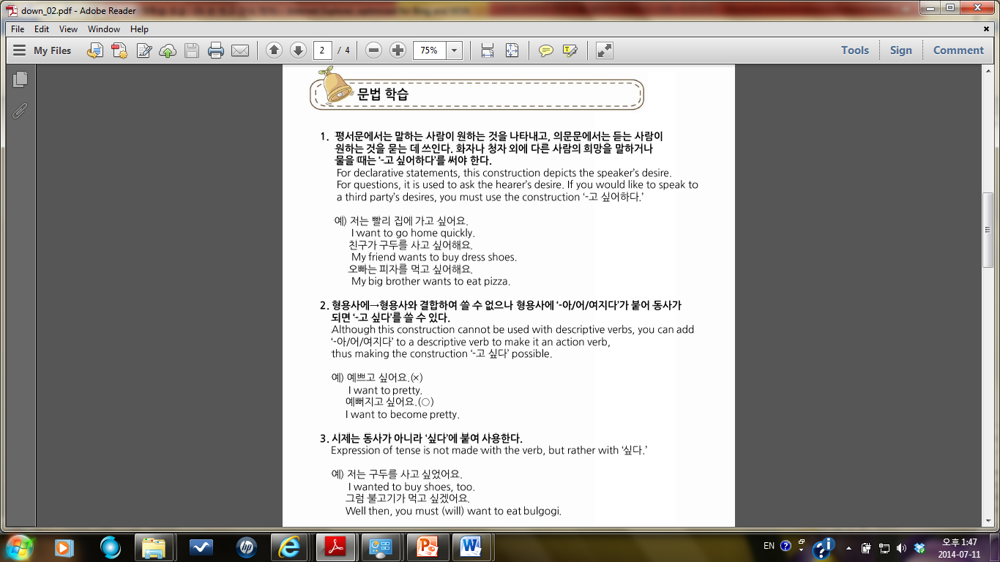 down_02.pdf - Adobe Reader
File Edit View Window Help
My Files 2 / 4 75% Tools Sign Comment
문법 학습
1. 평서문에서는 말하는 사람이 원하는 것을 나타내고, 의문문에서는 듣는 사람이
원하는 것을 묻는 데 쓰인다. 화자나 청자 외에 다른 사람의 희망을 말하거나
물을 때는 ‘-고 싶어하다’를 써야 한다.
For declarative statements, this construction depicts the speaker’s desire.
For questions, it is used to ask the hearer’s desire. If you would like to speak to
a third party’s desires, you must use the construction ‘-고 싶어하다.’
예) 저는 빨리 집에 가고 싶어요.
I want to go home quickly.
친구가 구두를 사고 싶어해요.
My friend wants to buy dress shoes.
오빠는 피자를 먹고 싶어해요.
My big brother wants to eat pizza.
2. 형용사에→형용사와 결합하여 쓸 수 없으나 형용사에 ‘-아/어/여지다’가 붙어 동사가
되면 ‘-고 싶다’를 쓸 수 있다.
Although this construction cannot be used with descriptive verbs, you can add
‘-아/어/여지다’ to a descriptive verb to make it an action verb,
thus making the construction ‘-고 싶다’ possible.
예) 예쁘고 싶어요.(×)
I want to pretty.
예뻐지고 싶어요.(○)
I want to become pretty.
3. 시제는 동사가 아니라 ‘싶다’에 붙여 사용한다.
Expression of tense is not made with the verb, but rather with ‘싶다.’
예) 저는 구두를 사고 싶었어요.
I wanted to buy shoes, too.
그럼 불고기가 먹고 싶겠어요.
Well then, you must (will) want to eat bulgogi.
EN 오후 1:47
2014-07-11